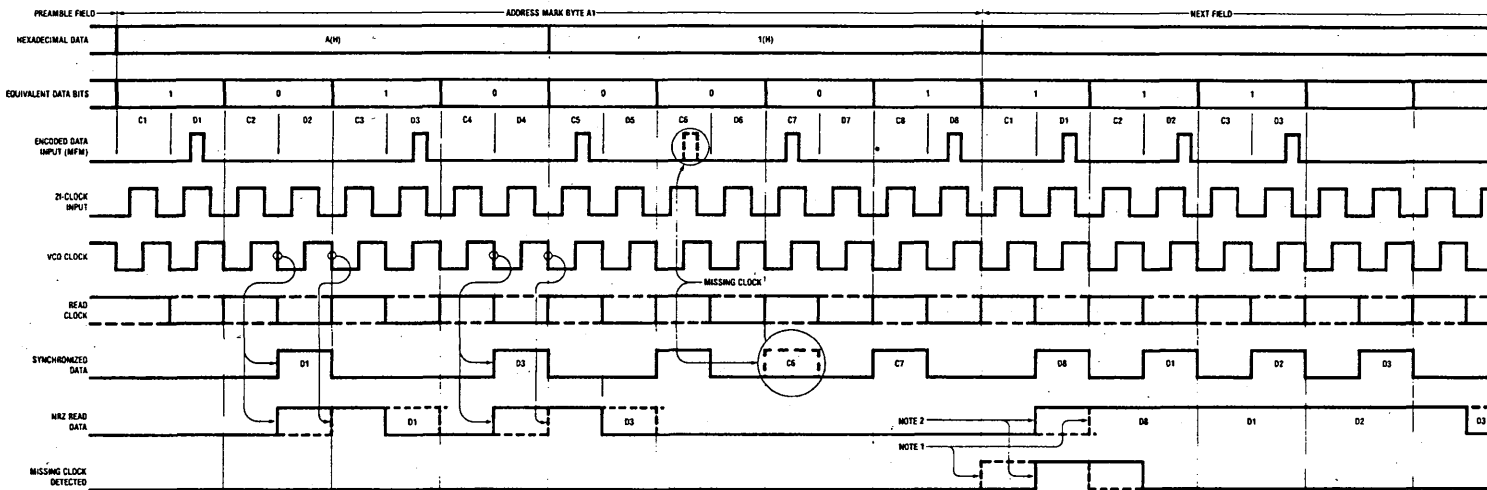 PREAMBLE FIELD ADDRESS MARK BYTE A1 NEXT FIELD
HEXADECIMAL DATA A(H) 1(H)
EQUIVALENT DATA BITS 1 0 1 0 0 0 0 1 1 1 1
C1 D1 C2 D2 C3 D3 C4 D4 C5 D5 C6 D6 C7 D7 C8 D8 C1 D1 C2 D2 C3 D3
ENCODED DATA
INPUT (MFM)
2f-CLOCK
INPUT
VCO CLOCK
MISSING CLOCK 1
READ
CLOCK
SYNCHRONIZED
DATA
D1 D3 C6 C7 D8 D1 D2 D3
NRZ READ
DATA
D1 D3 NOTE 2 D8 D1 D2 D3
NOTE 1
MISSING CLOCK
DETECTED